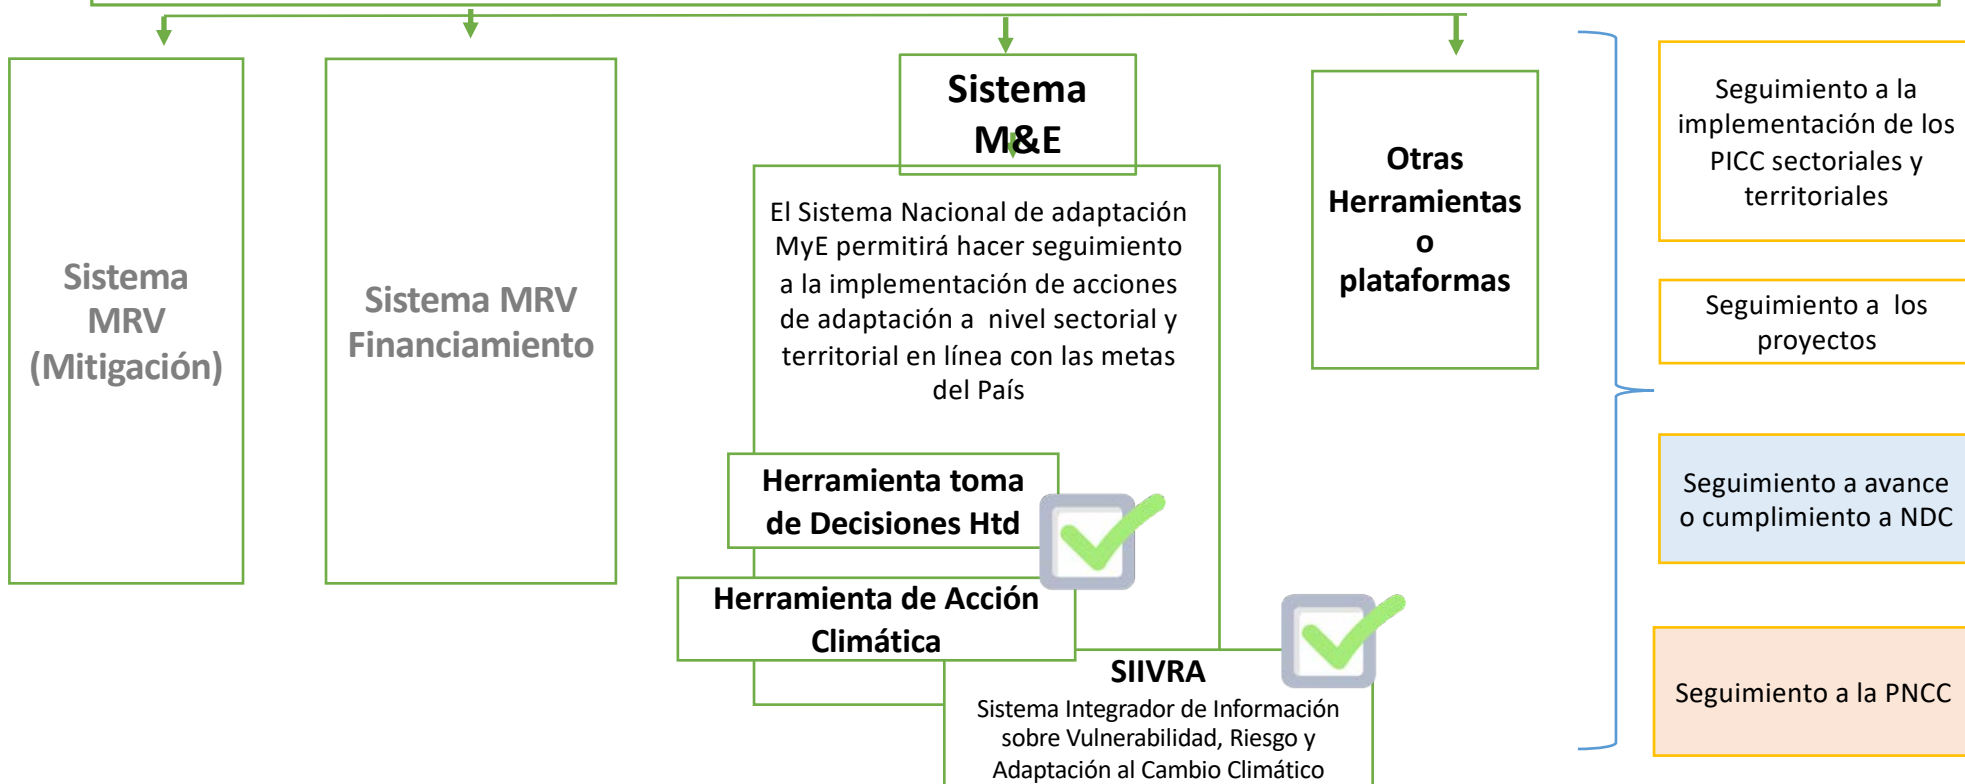 Sistema
MRV
(Mitigación)
Sistema MRV
Financiamiento
Sistema
M&E
El Sistema Nacional de adaptación
MyE permitirá hacer seguimiento
a la implementación de acciones
de adaptación a nivel sectorial y
territorial en línea con las metas
del País
Herramienta toma
de Decisiones Htd
Herramienta de Acción
Climática
SIIVRA
Sistema Integrador de Información
sobre Vulnerabilidad, Riesgo y
Adaptación al Cambio Climático
Otras
Herramientas
o
plataformas
Seguimiento a la
implementación de los
PICC sectoriales y
territoriales
Seguimiento a los
proyectos
Seguimiento a avance
o cumplimiento a NDC
Seguimiento a la PNCC